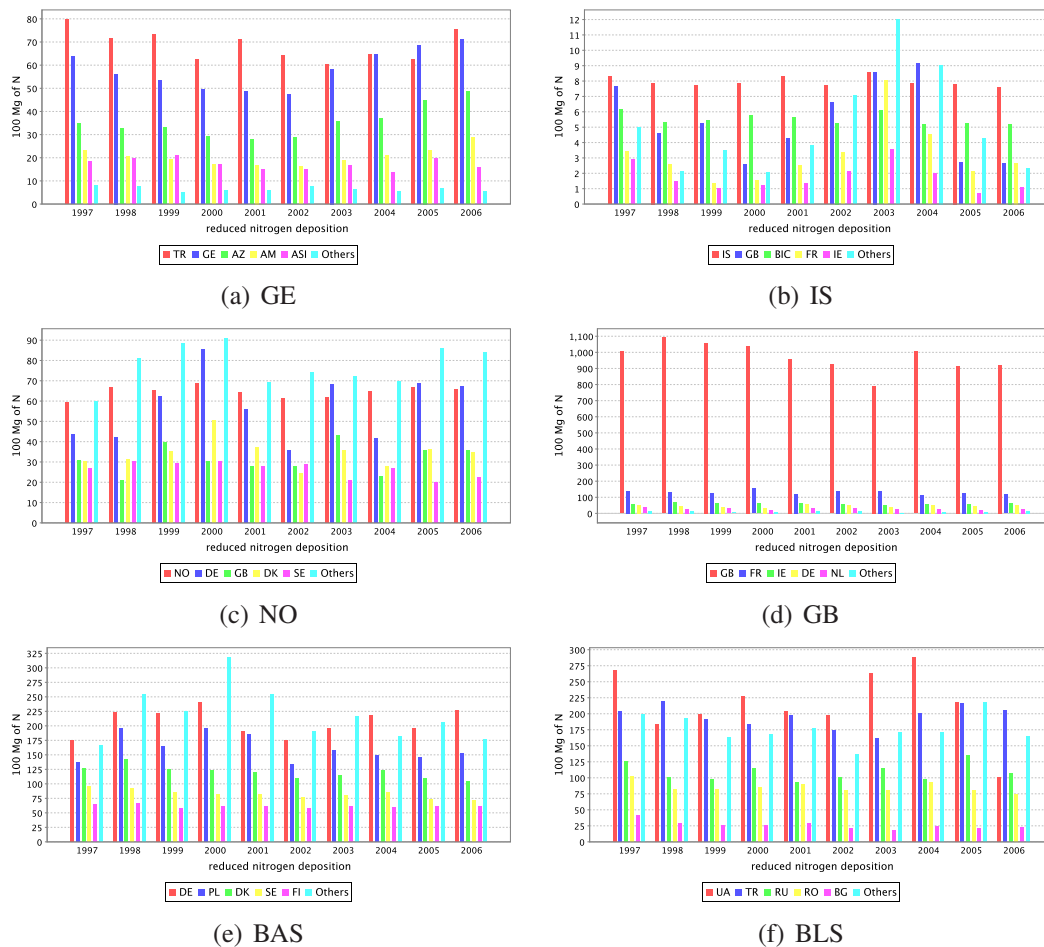 80
70
60
50
40
30
20
10
0
100 Mg of N
1997 1998 1999 2000 2001 2002 2003 2004 2005 2006
reduced nitrogen deposition
TR GE AZ AM ASI Others
(a) GE
12
11
10
9
8
7
6
5
4
3
2
1
0
100 Mg of N
1997 1998 1999 2000 2001 2002 2003 2004 2005 2006
reduced nitrogen deposition
IS GB BIC FR IE Others
(b) IS
90
80
70
60
50
40
30
20
10
0
100 Mg of N
1997 1998 1999 2000 2001 2002 2003 2004 2005 2006
reduced nitrogen deposition
NO DE GB DK SE Others
(c) NO
1,100
1,000
900
800
700
600
500
400
300
200
100
0
100 Mg of N
1997 1998 1999 2000 2001 2002 2003 2004 2005 2006
reduced nitrogen deposition
GB FR IE DE NL Others
(d) GB
325
300
275
250
225
200
175
150
125
100
75
50
25
0
100 Mg of N
1997 1998 1999 2000 2001 2002 2003 2004 2005 2006
reduced nitrogen deposition
DE PL DK SE FI Others
(e) BAS
300
275
250
225
200
175
150
125
100
75
50
25
0
100 Mg of N
1997 1998 1999 2000 2001 2002 2003 2004 2005 2006
reduced nitrogen deposition
UA TR RU RO BG Others
(f) BLS